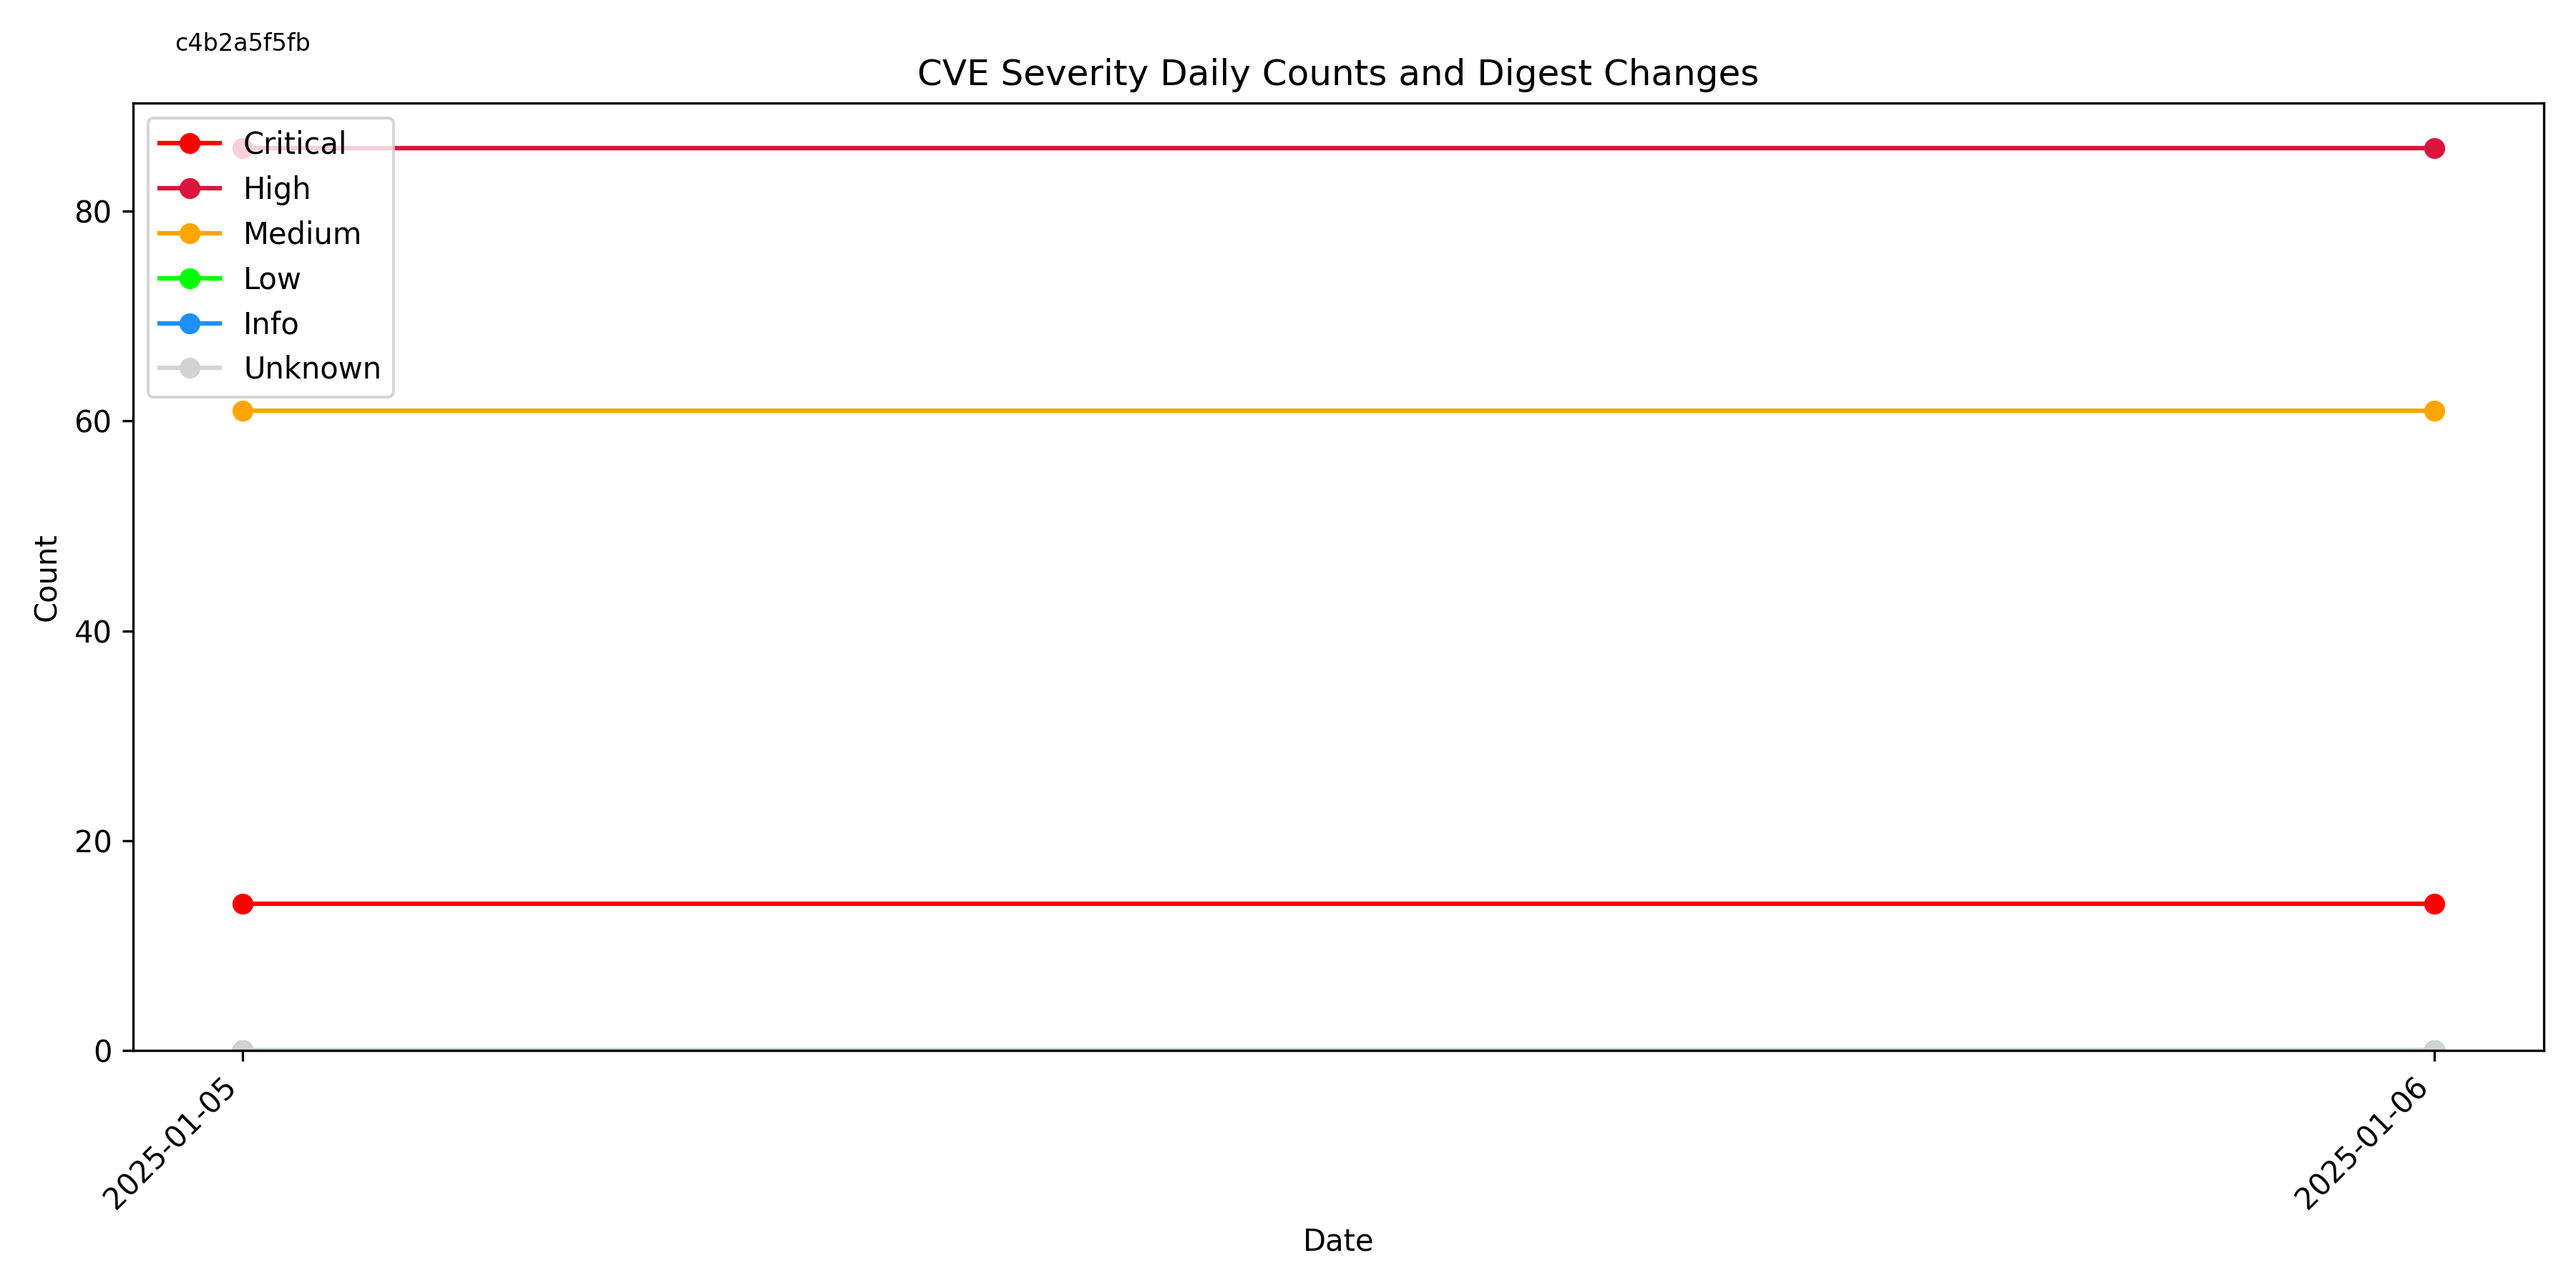 c4b2a5f5fb
CVE Severity Daily Counts and Digest Changes
Critical
High
Medium
Low
Info
Unknown
80
60
40
20
0
Count
2025-01-05
2025-01-06
Date